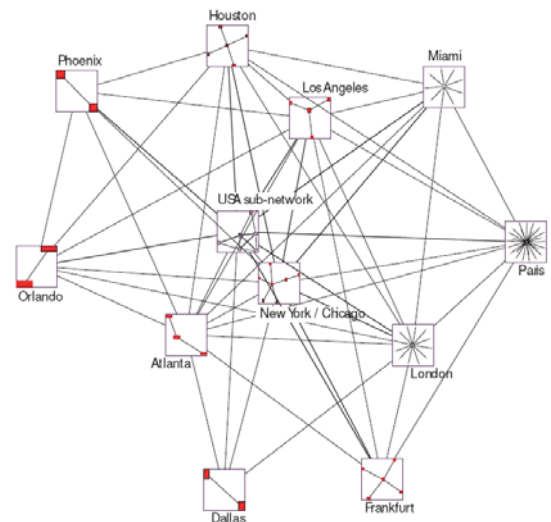 Houston
Phoenix
Miami
Los Angeles
USA sub-network
Paris
Orlando
New York / Chicago
Atlanta
London
Frankfurt
Dallas